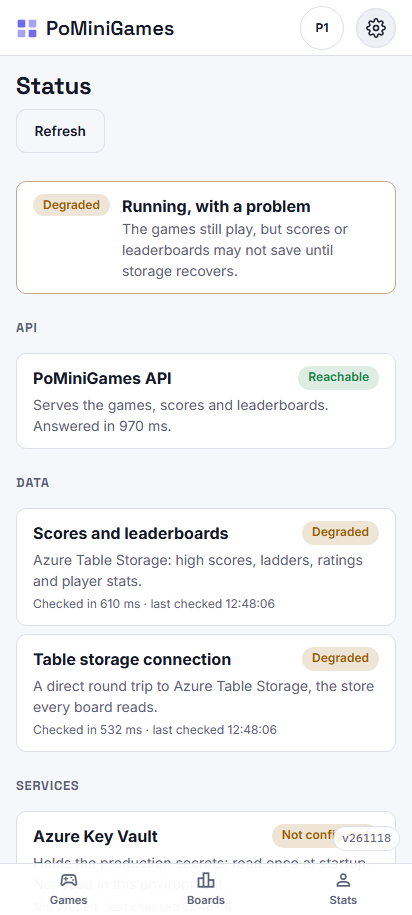 PoMiniGames
P1
Status
Refresh
Degraded
Running, with a problem
The games still play, but scores or
leaderboards may not save until
storage recovers.
API
PoMiniGames API
Reachable
Serves the games, scores and leaderboards.
Answered in 970 ms.
DATA
Scores and leaderboards
Degraded
Azure Table Storage: high scores, ladders, ratings
and player stats.
Checked in 610 ms · last checked 12:48:06
Table storage connection
Degraded
A direct round trip to Azure Table Storage, the store
every board reads.
Checked in 532 ms · last checked 12:48:06
SERVICES
Azure Key Vault
Not
v261118
Holds the production secrets; read once at startup.
in this
Games
Boards
Stats